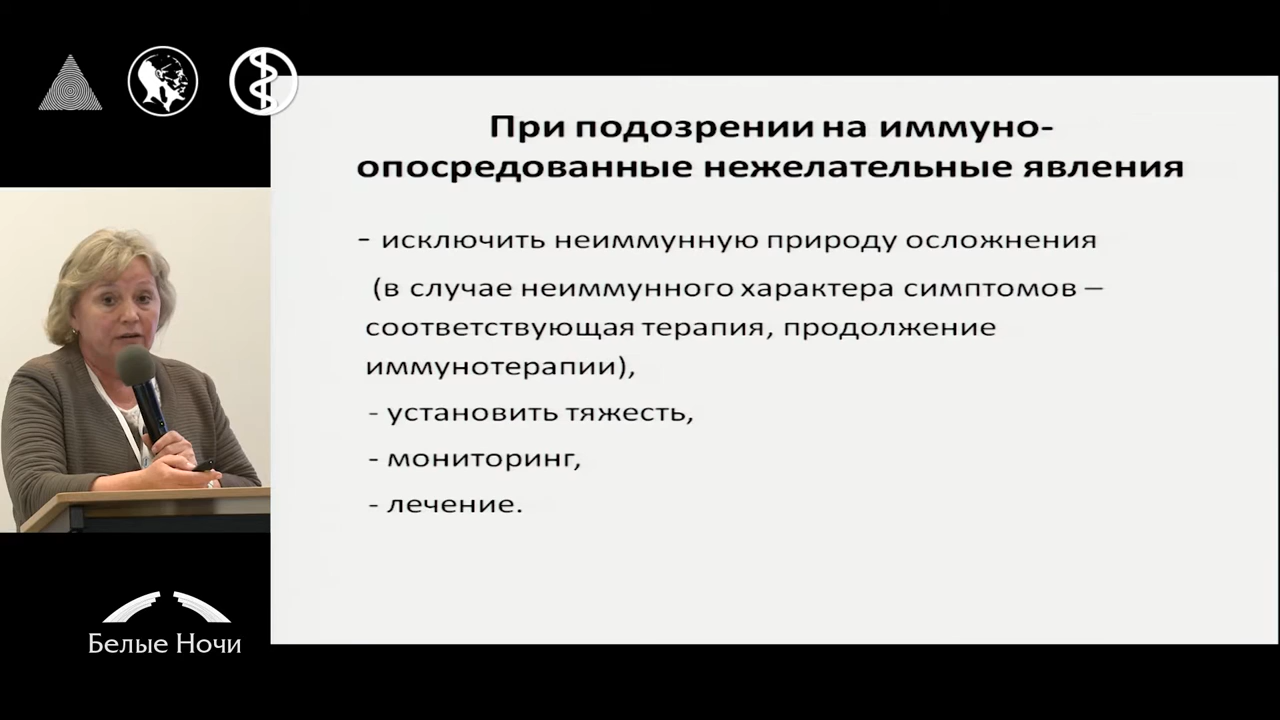 При подозрении на иммуно-
опосредованные нежелательные явления
- исключить неиммунную природу осложнения
(в случае неиммунного характера симптомов –
соответствующая терапия, продолжение
иммунотерапии),
- установить тяжесть,
- мониторинг,
- лечение.
Белые Ночи